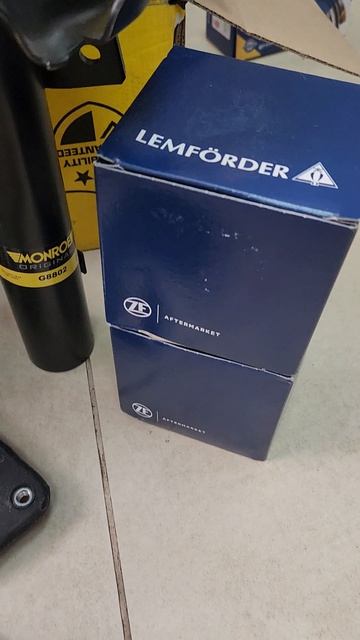 LEMFÖRDER
ZF AFTERMARKET
ZF AFTERMARKET
MONROE
ORIGINAL
G8802